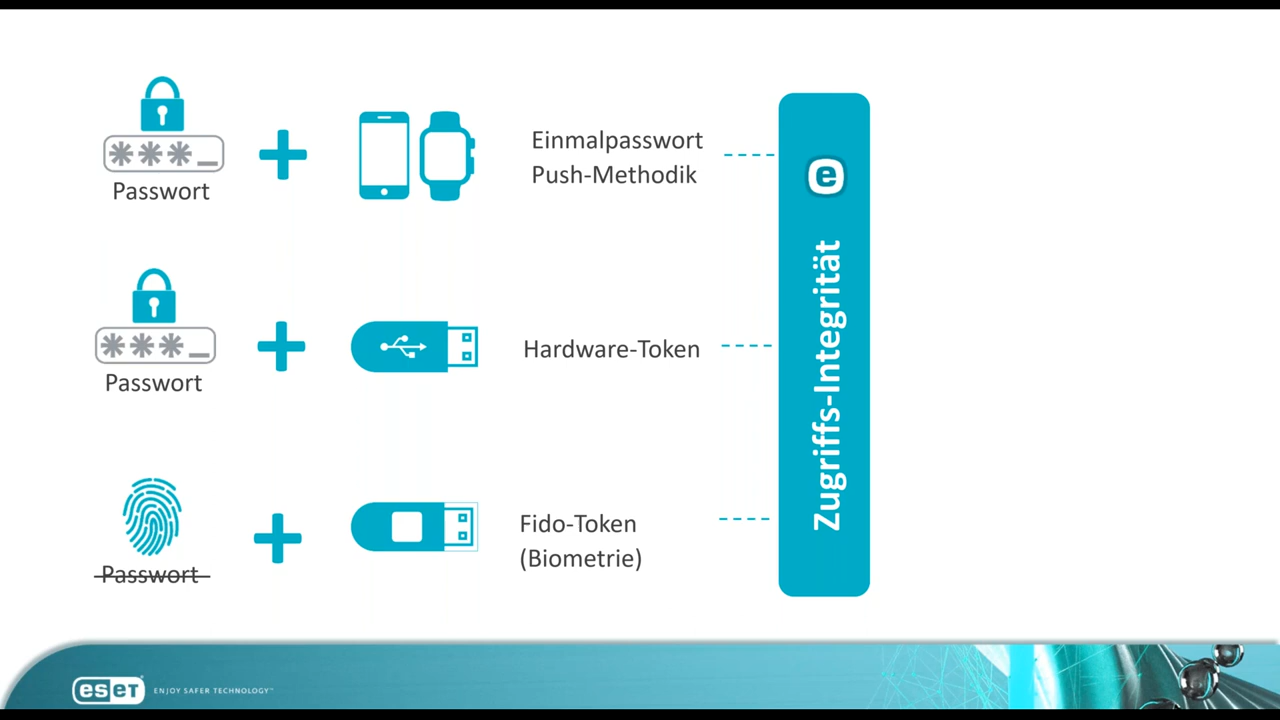 ***_
Passwort
Einmalpasswort
Push-Methodik
***_
Passwort
Hardware-Token
Passwort
Fido-Token
(Biometrie)
e
Zugriffs-Integrität
eset ENJOY SAFER TECHNOLOGY™